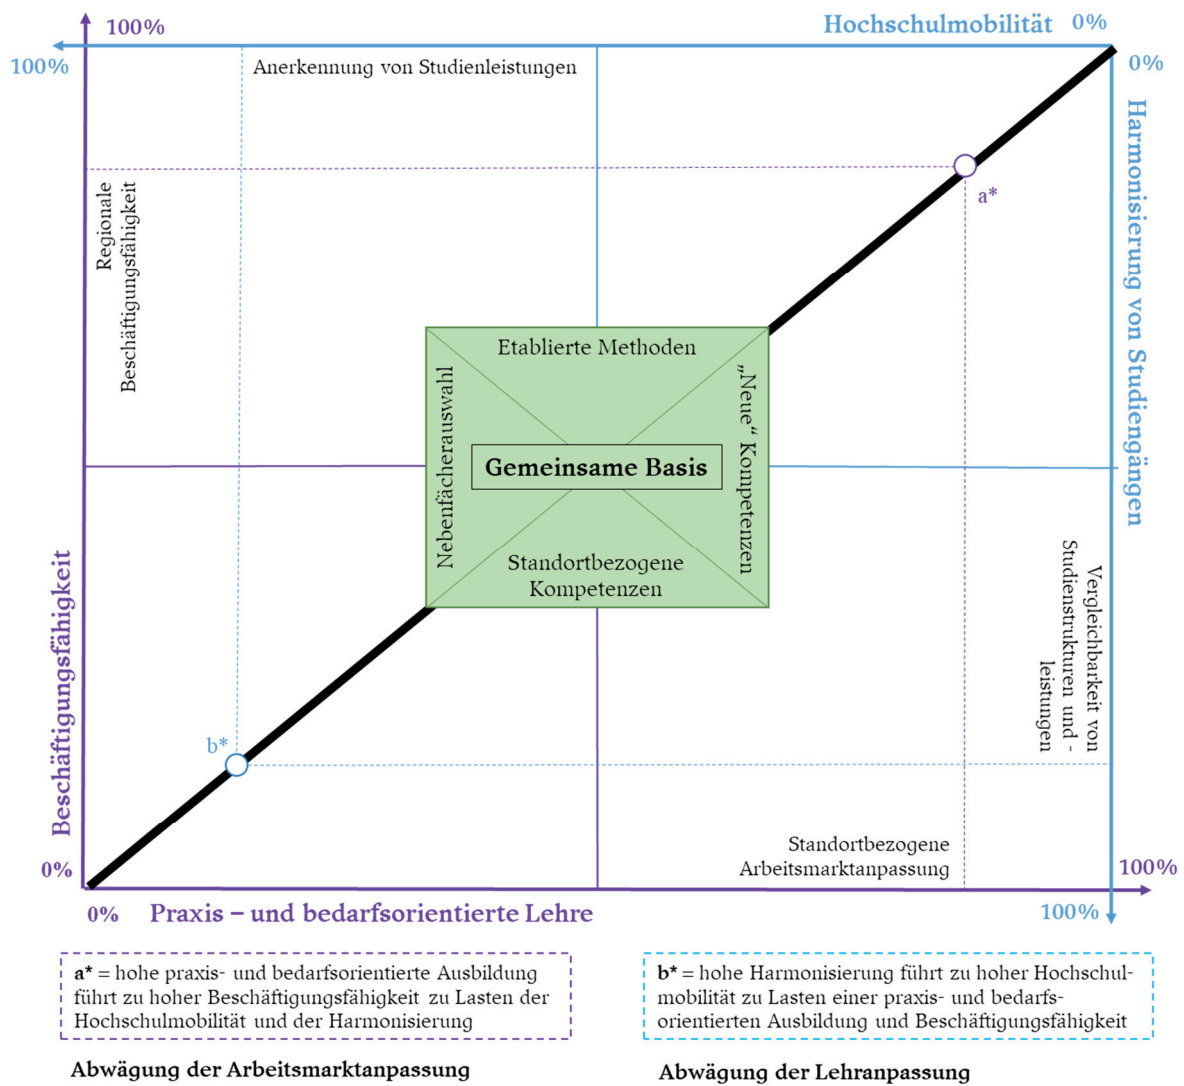 100%
Hochschulmobilität 0%
100%
Anerkennung von Studienleistungen
0%
Harmonisierung von Studiengängen
a*
Regionale
Beschäftigungsfähigkeit
Etablierte Methoden
Nebenfächerauswahl
„Neue“ Kompetenzen
Gemeinsame Basis
Standortbezogene
Kompetenzen
Vergleichbarkeit von
Studienstrukturen und -
leistungen
Beschäftigungsfähigkeit
b*
Standortbezogene
Arbeitsmarktanpassung
0%
100%
0%
Praxis – und bedarfsorientierte Lehre
100%
a* = hohe praxis- und bedarfsorientierte Ausbildung
führt zu hoher Beschäftigungsfähigkeit zu Lasten der
Hochschulmobilität und der Harmonisierung
b* = hohe Harmonisierung führt zu hoher Hochschul-
mobilität zu Lasten einer praxis- und bedarfs-
orientierten Ausbildung und Beschäftigungsfähigkeit
Abwägung der Arbeitsmarktanpassung
Abwägung der Lehranpassung